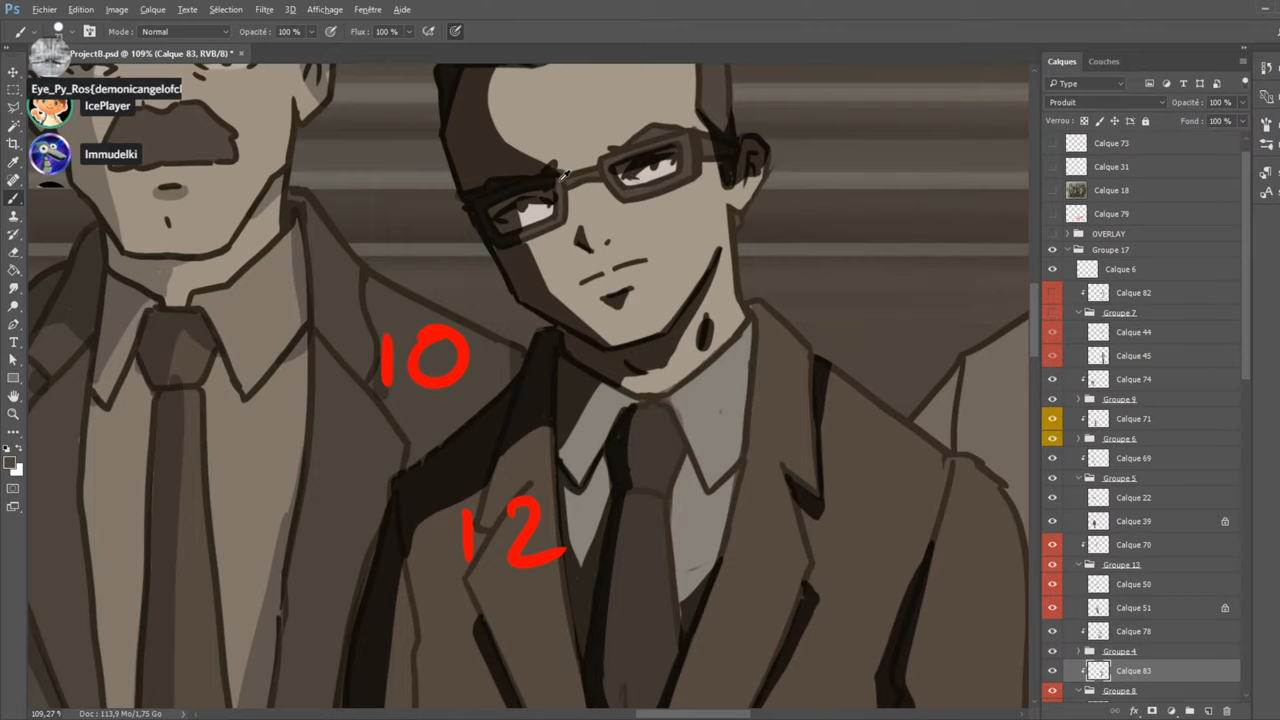 Ps Fichier Edition Image Calque Texte Sélection Filtre 3D Affichage Fenêtre Aide
Mode : Normal Opacité : 100 % Flux : 100 %
ProjectB.psd @ 109% (Calque 83, RVB/8) * ×
Eye_Py_Ros{demonicangelofcl
IcePlayer
Immudelki
10
12
Calques Couches
Type
Produit Opacité : 100 %
Verrou : Fond : 100 %
Calque 73
Calque 31
Calque 18
Calque 79
OVERLAY
Groupe 17
Calque 6
Calque 82
Groupe 7
Calque 44
Calque 45
Calque 74
Groupe 9
Calque 71
Groupe 6
Calque 69
Groupe 5
Calque 22
Calque 39
Calque 70
Groupe 13
Calque 50
Calque 51
Calque 78
Groupe 4
Calque 83
Groupe 8
109,27 % Doc : 113,9 Mo/1,75 Go